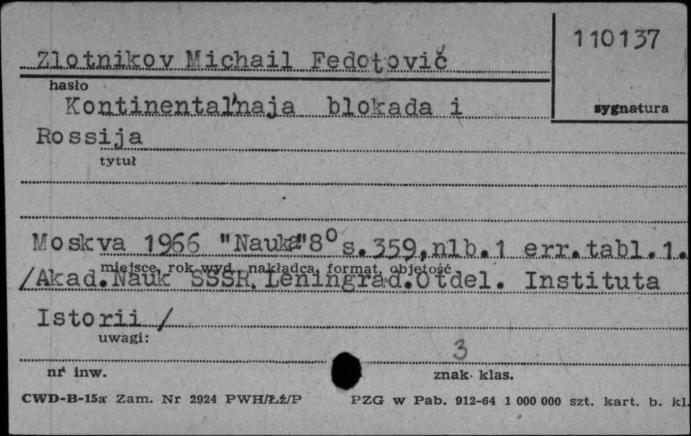 110137
Zlotnikov Michail Fedotovič
hasło
sygnatura
Kontinental'naja blokada i
Rossija
tytuł
Moskva 1966 "Nauka" 8° s.359,nlb.1 err.tabl.1.
miejsce, rok wyd., nakładca, format, objętość
/Akad.Nauk SSSR, Leningrad.Otdel. Instituta
Istorii /
uwagi:
3
nr inw.
znak klas.
CWD-B-15a Zam. Nr 2924 PWH/Łź/P PZG w Pab. 912-64 1 000 000 szt. kart. b. kl.